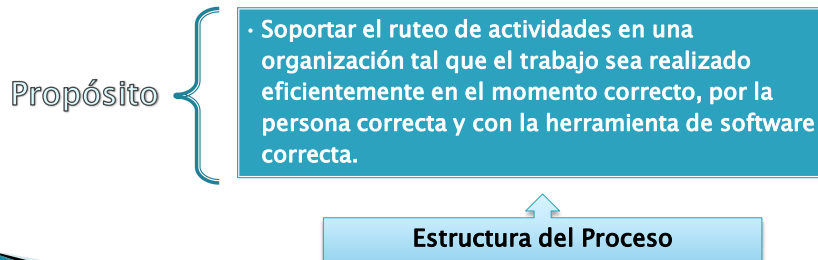 Propósito
• Soportar el ruteo de actividades en una
organización tal que el trabajo sea realizado
eficientemente en el momento correcto, por la
persona correcta y con la herramienta de software
correcta.
Estructura del Proceso